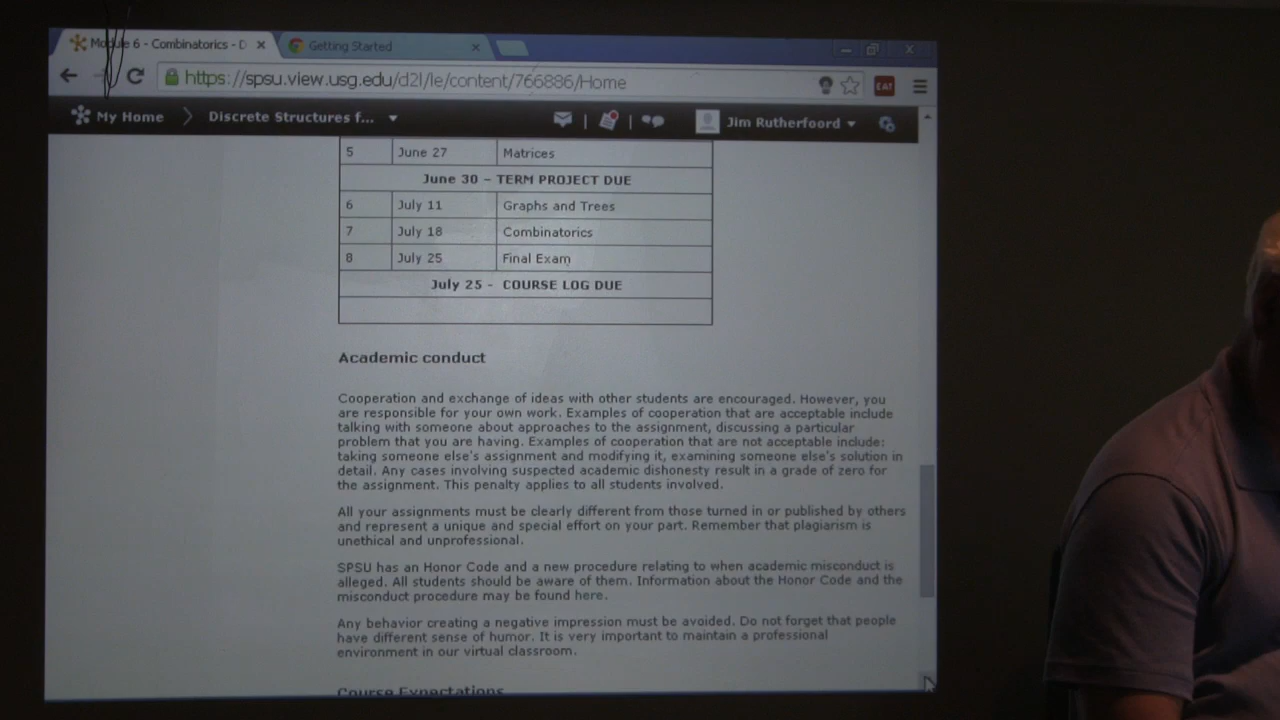 Module 6 - Combinatorics - D
Getting Started
https://spsu.view.usg.edu/d2l/le/content/766886/Home
EAT
My Home
Discrete Structures f...
Jim Rutherfoord
5 June 27 Matrices
June 30 – TERM PROJECT DUE
6 July 11 Graphs and Trees
7 July 18 Combinatorics
8 July 25 Final Exam
July 25 - COURSE LOG DUE
Academic conduct
Cooperation and exchange of ideas with other students are encouraged. However, you
are responsible for your own work. Examples of cooperation that are acceptable include
talking with someone about approaches to the assignment, discussing a particular
problem that you are having. Examples of cooperation that are not acceptable include:
taking someone else's assignment and modifying it, examining someone else's solution in
detail. Any cases involving suspected academic dishonesty result in a grade of zero for
the assignment. This penalty applies to all students involved.
All your assignments must be clearly different from those turned in or published by others
and represent a unique and special effort on your part. Remember that plagiarism is
unethical and unprofessional.
SPSU has an Honor Code and a new procedure relating to when academic misconduct is
alleged. All students should be aware of them. Information about the Honor Code and the
misconduct procedure may be found here.
Any behavior creating a negative impression must be avoided. Do not forget that people
have different sense of humor. It is very important to maintain a professional
environment in our virtual classroom.
Course Expectations